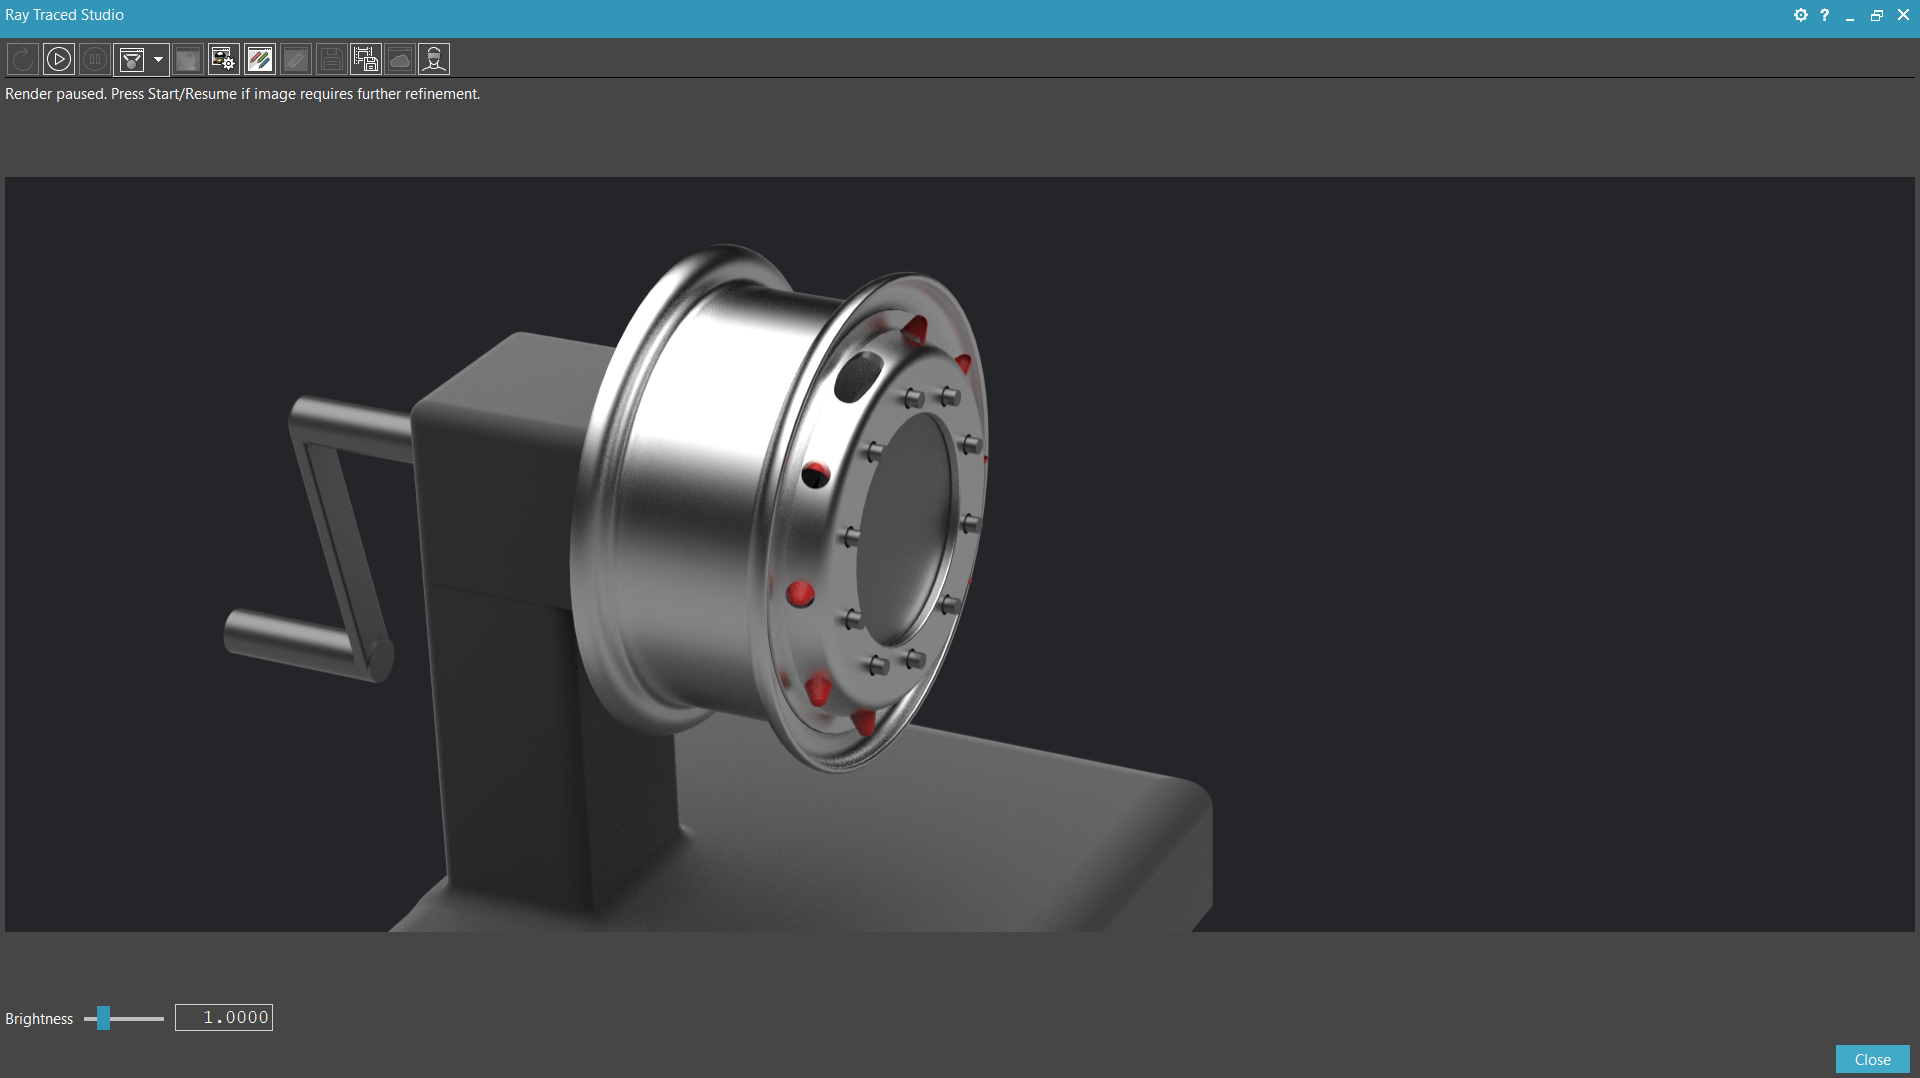 Ray Traced Studio
Render paused. Press Start/Resume if image requires further refinement.
Brightness
1.0000
Close